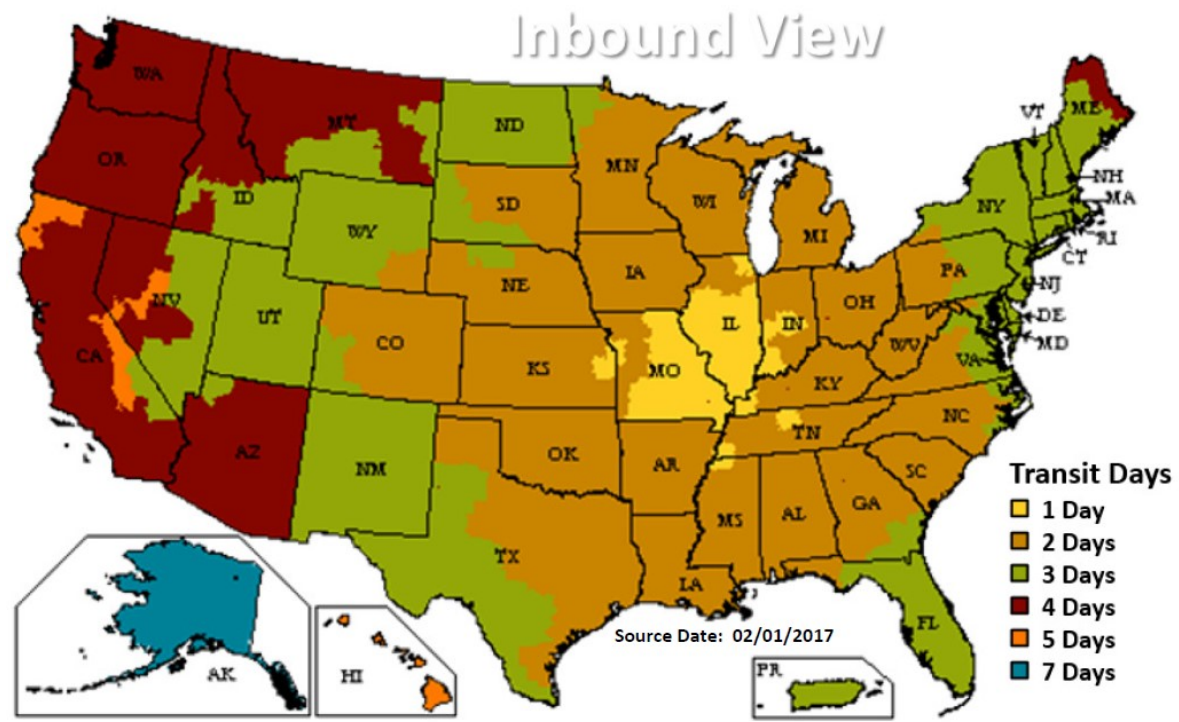 Inbound View
WA
MT
ND
MN
VT
ME
OR
ID
SD
WI
NY
NH
MA
WY
MI
RI
CT
IA
PA
NV
NE
OH
NJ
UT
IL
IN
DE
CO
WV
MD
CA
KS
MO
VA
KY
NC
TN
AZ
NM
OK
AR
SC
MS
AL
GA
TX
LA
FL
Transit Days
1 Day
2 Days
3 Days
4 Days
5 Days
7 Days
Source Date: 02/01/2017
AK
HI
PR